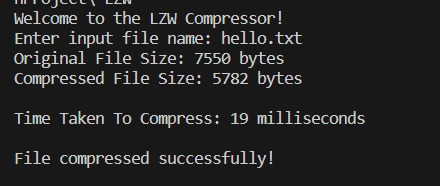 Welcome to the LZW Compressor!
Enter input file name: hello.txt
Original File Size: 7550 bytes
Compressed File Size: 5782 bytes
Time Taken To Compress: 19 milliseconds
File compressed successfully!